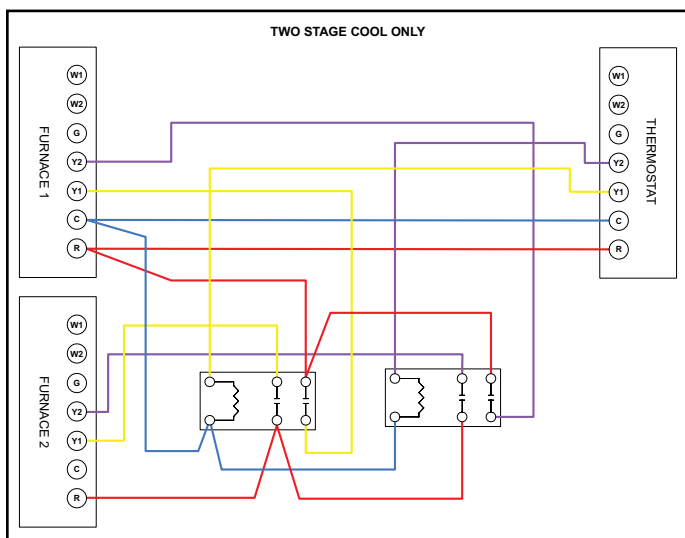 TWO STAGE COOL ONLY
FURNACE 1
W1
W2
G
Y2
Y1
C
R
THERMOSTAT
W1
W2
G
Y2
Y1
C
R
FURNACE 2
W1
W2
G
Y2
Y1
C
R